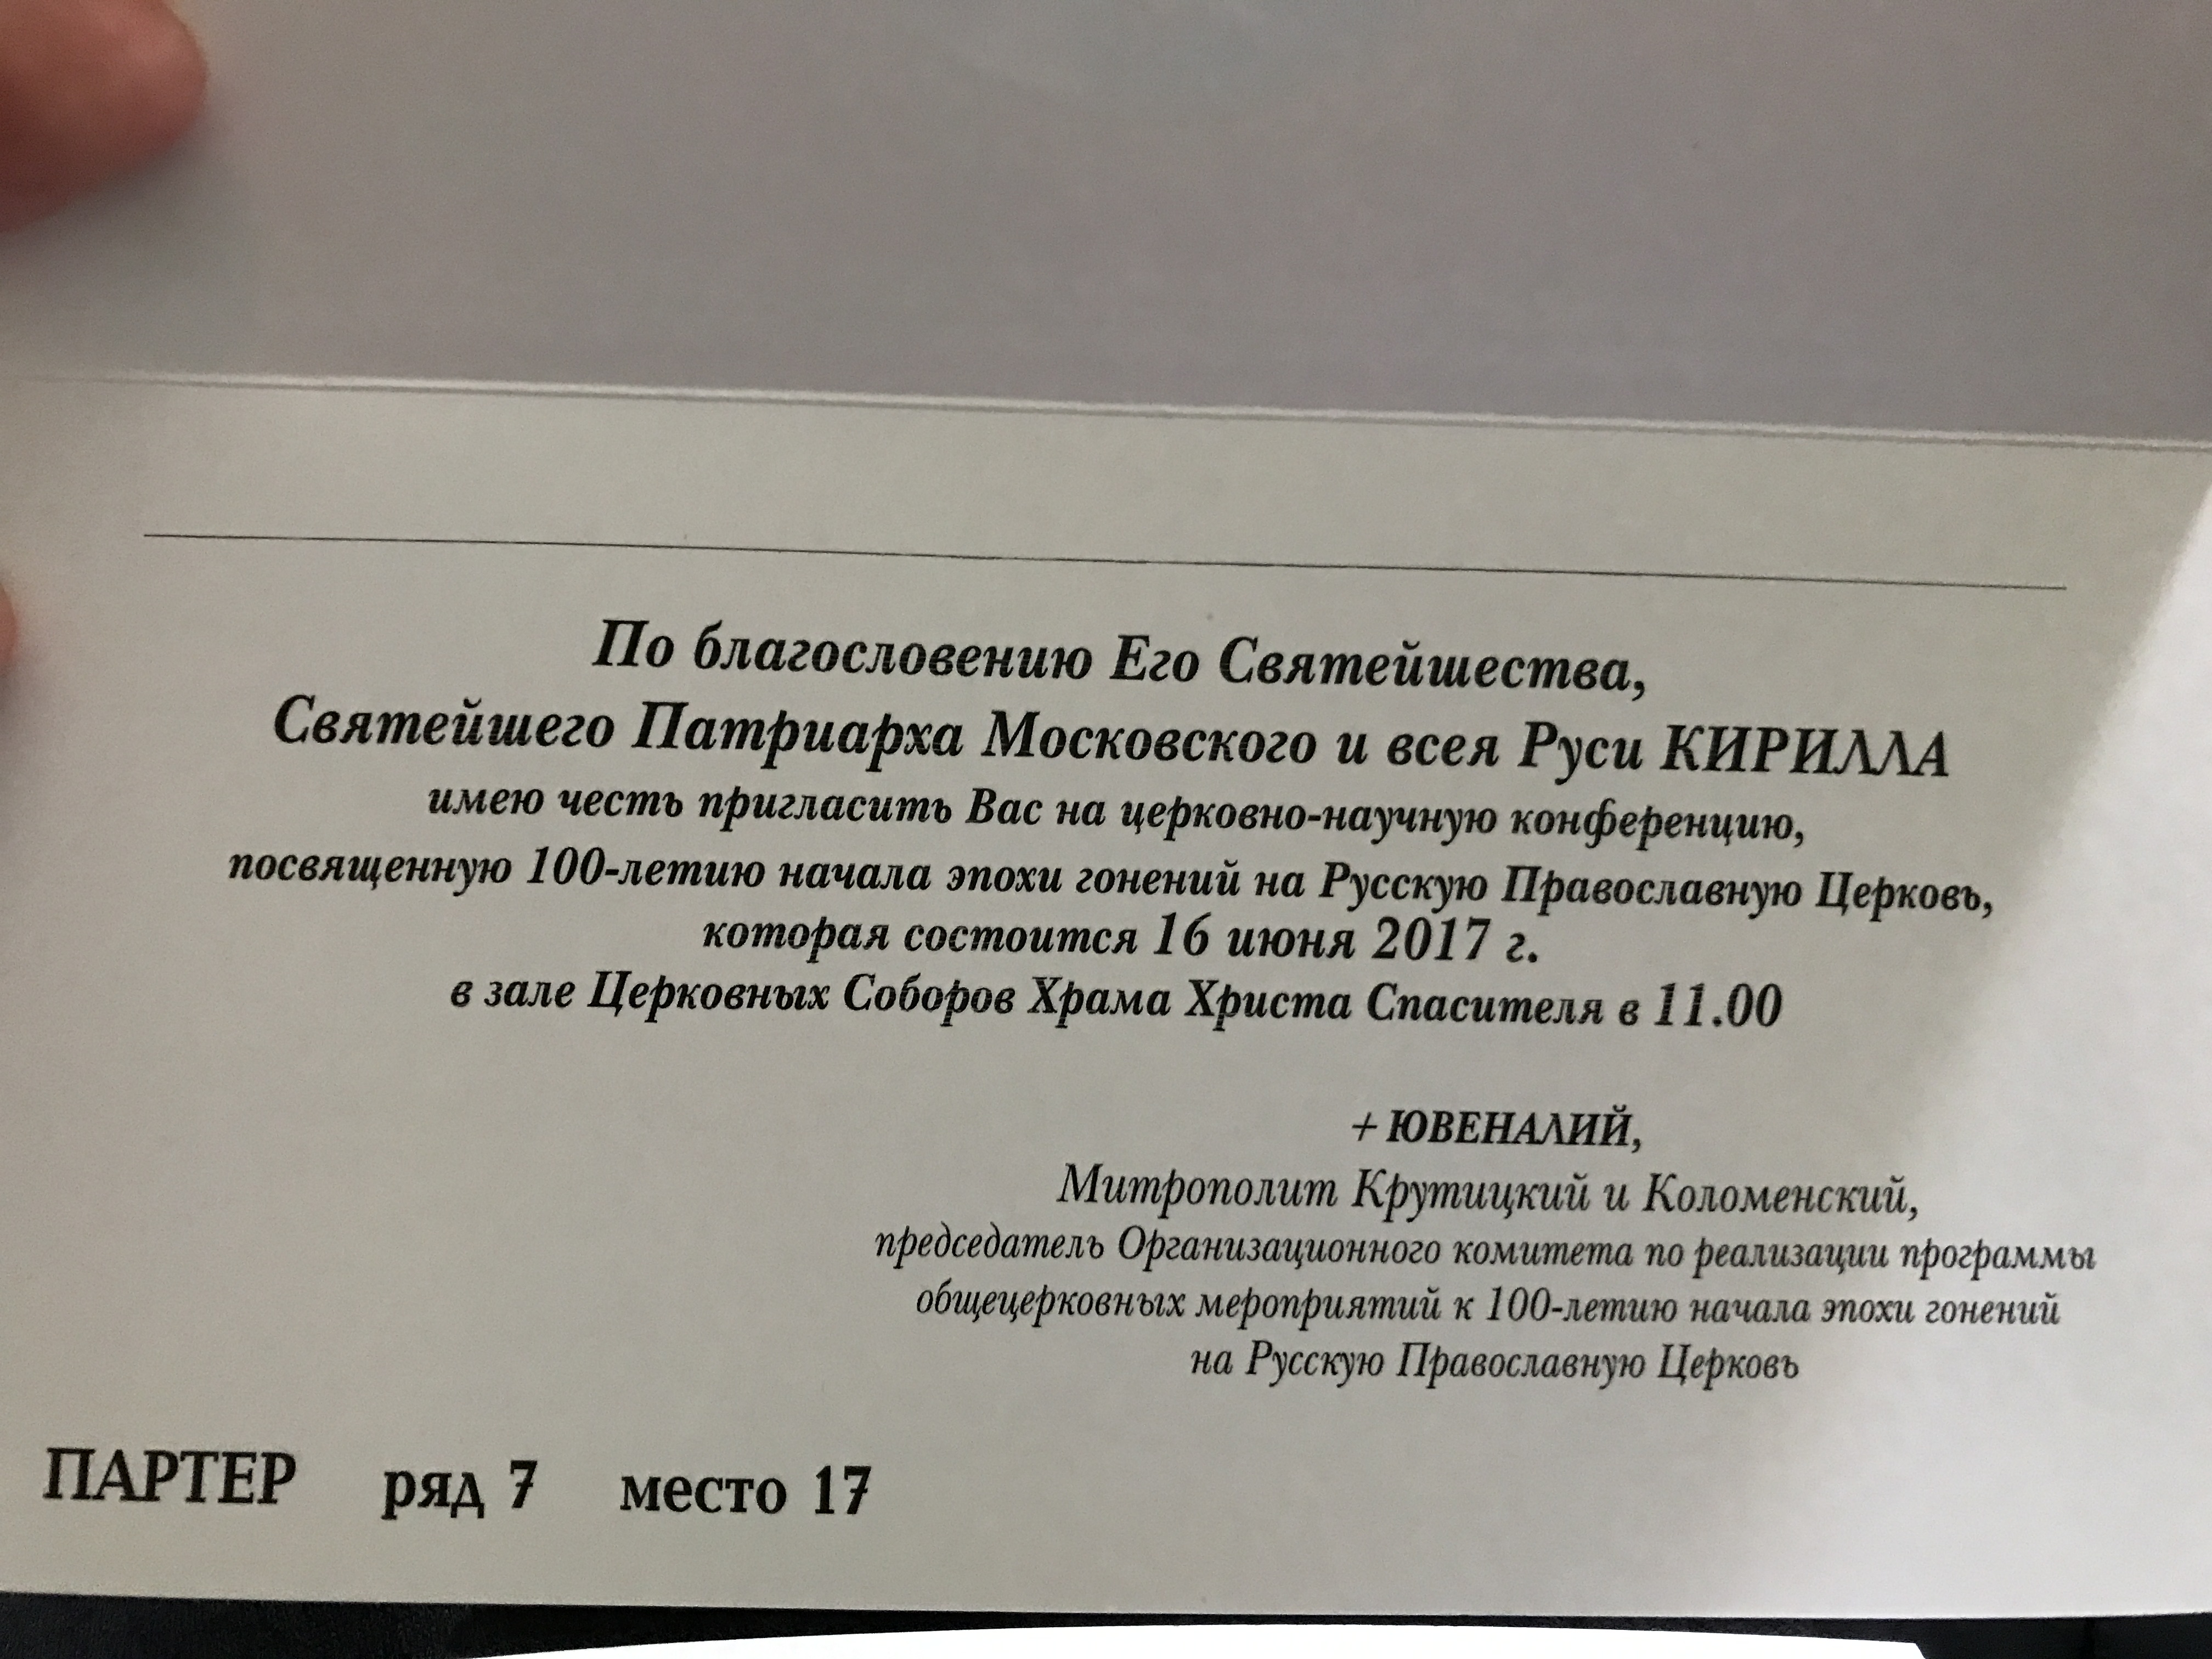 По благословению Его Святейшества,
Святейшего Патриарха Московского и всея Руси КИРИЛЛА
имею честь пригласить Вас на церковно-научную конференцию,
посвященную 100-летию начала эпохи гонений на Русскую Православную Церковь,
которая состоится 16 июня 2017 г.
в зале Церковных Соборов Храма Христа Спасителя в 11.00
+ ЮВЕНАЛИЙ,
Митрополит Крутицкий и Коломенский,
председатель Организационного комитета по реализации программы
общецерковных мероприятий к 100-летию начала эпохи гонений
на Русскую Православную Церковь
ПАРТЕР ряд 7 место 17